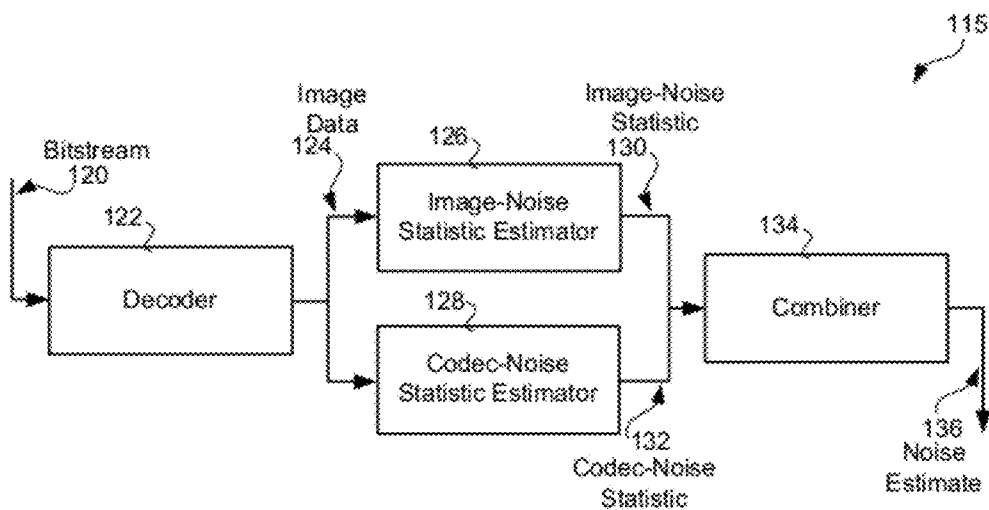 115
Image
Data
124
Image-Noise
Statistic
130
Bitstream
120
126
Image-Noise
Statistic Estimator
122
Decoder
134
Combiner
128
Codec-Noise
Statistic Estimator
132
Codec-Noise
Statistic
136
Noise
Estimate